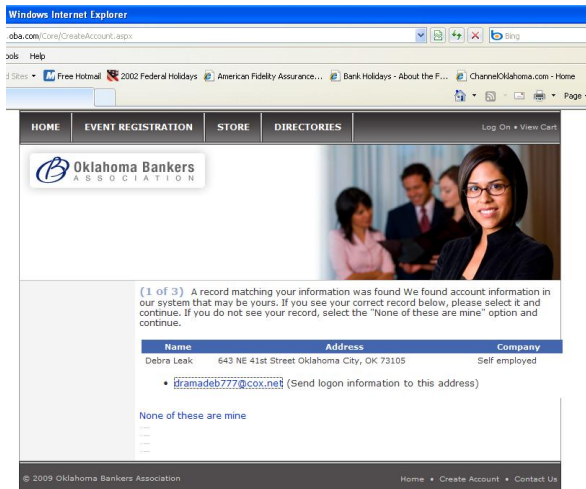 Windows Internet Explorer
.oba.com/Core/CreateAccount.aspx
Bing
ools Help
d Sites Free Hotmail 2002 Federal Holidays American Fidelity Assurance... Bank Holidays - About the F... ChannelOklahoma.com - Home
Page
HOME EVENT REGISTRATION STORE DIRECTORIES Log On • View Cart
B Oklahoma Bankers
ASSOCIATION
(1 of 3) A record matching your information was found We found account information in
our system that may be yours. If you see your correct record below, please select it and
continue. If you do not see your record, select the "None of these are mine" option and
continue.
Name Address Company
Debra Leak 643 NE 41st Street Oklahoma City, OK 73105 Self employed
• dramadeb777@cox.net (Send logon information to this address)
None of these are mine
© 2009 Oklahoma Bankers Association Home • Create Account • Contact Us